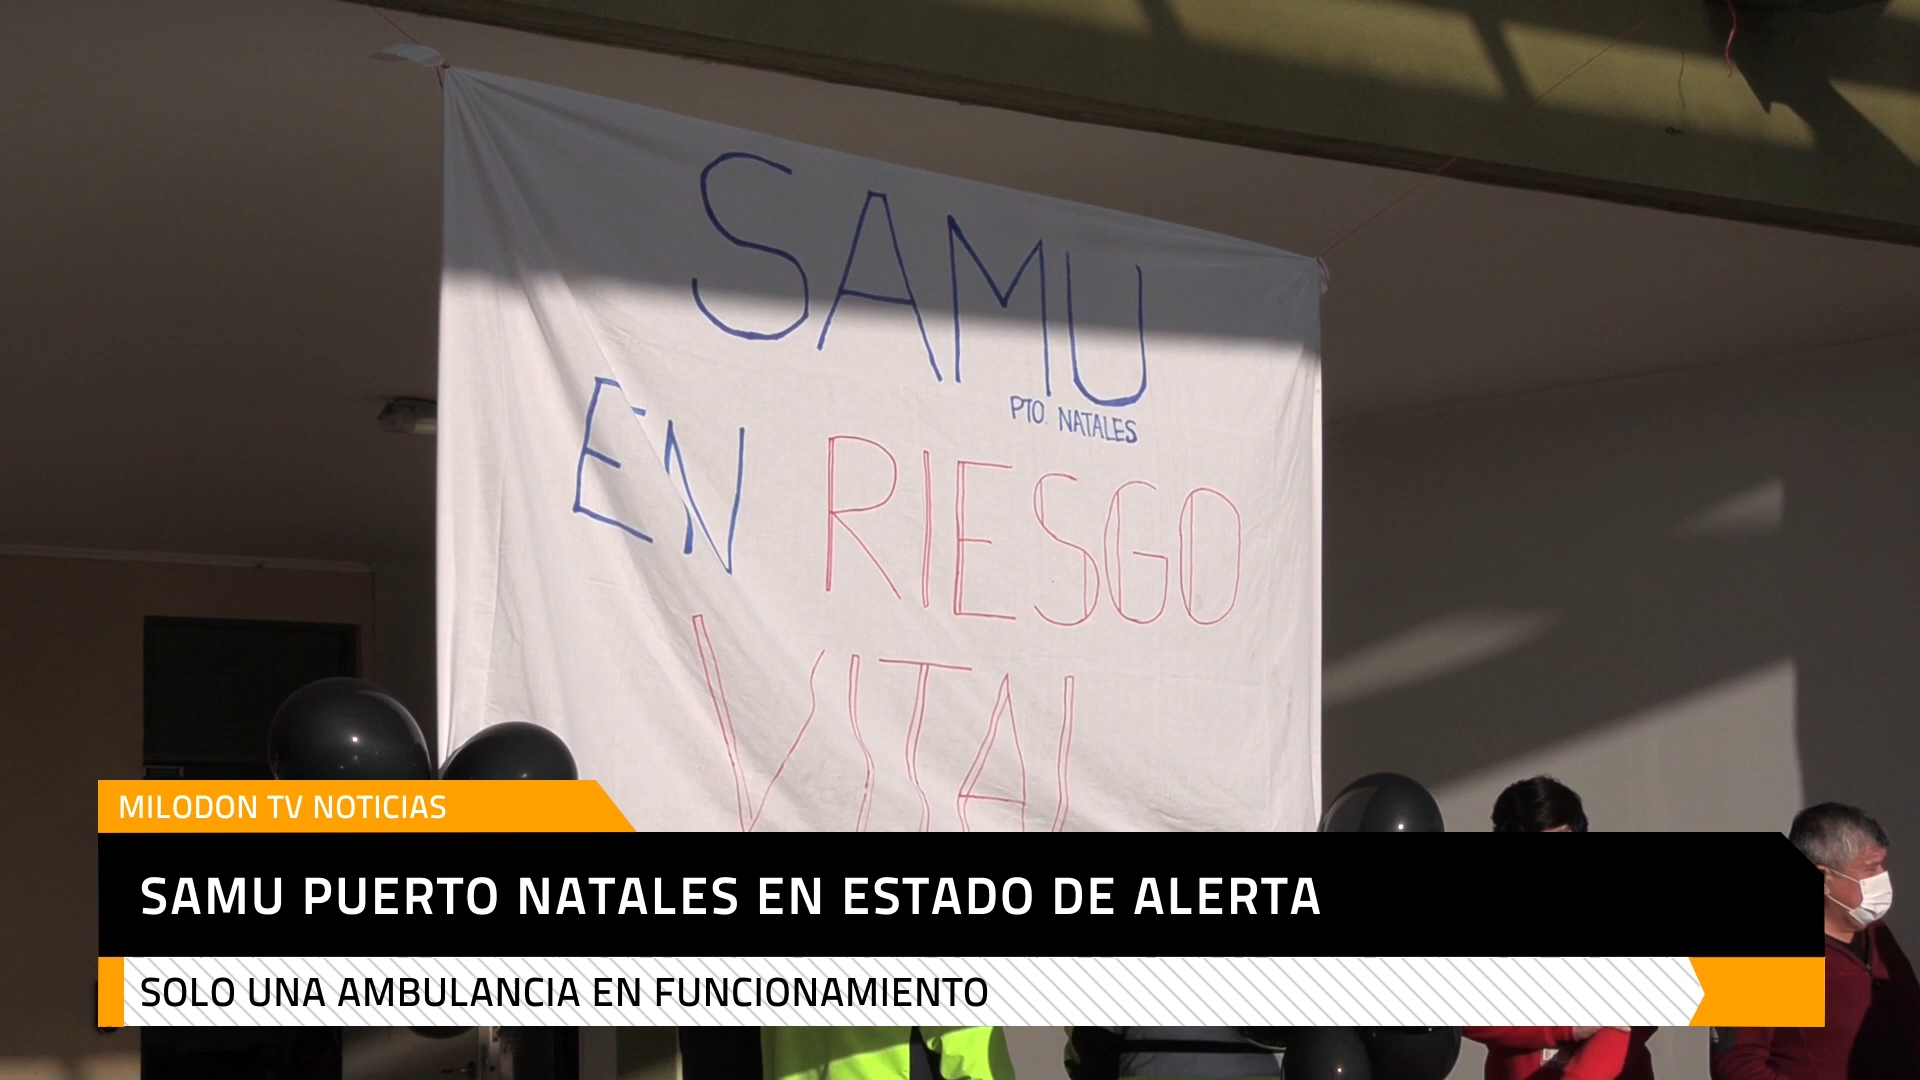 SAMU
PTO. NATALES
EN RIESGO
VITAL
MILODON TV NOTICIAS
SAMU PUERTO NATALES EN ESTADO DE ALERTA
SOLO UNA AMBULANCIA EN FUNCIONAMIENTO